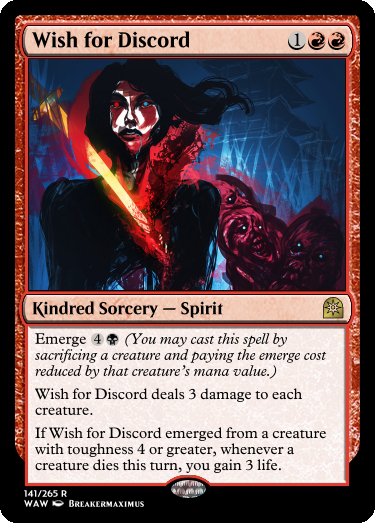 Wish for Discord 1
Kindred Sorcery — Spirit
Emerge 4 (You may cast this spell by
sacrificing a creature and paying the emerge cost
reduced by that creature's mana value.)
Wish for Discord deals 3 damage to each
creature.
If Wish for Discord emerged from a creature
with toughness 4 or greater, whenever a
creature dies this turn, you gain 3 life.
141/265 R
WAW BREAKERMAXIMUS